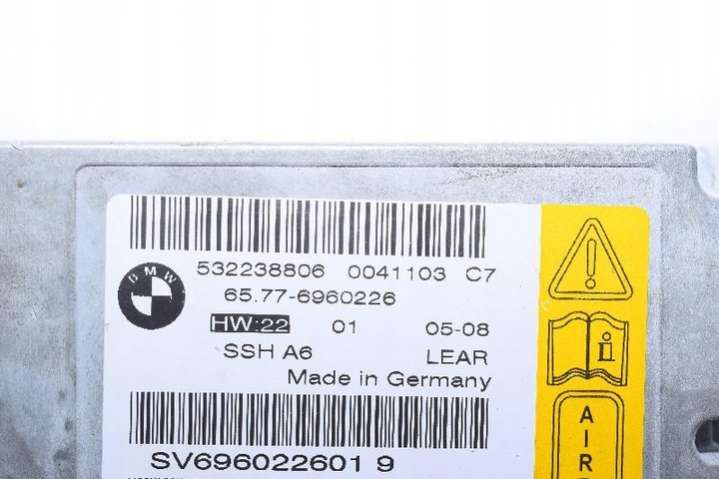 532238806 0041103 C7
BMW
65.77-6960226
HW:22 01 05-08
SSH A6 LEAR
Made in Germany
SV696022601 9
i
A
I
R